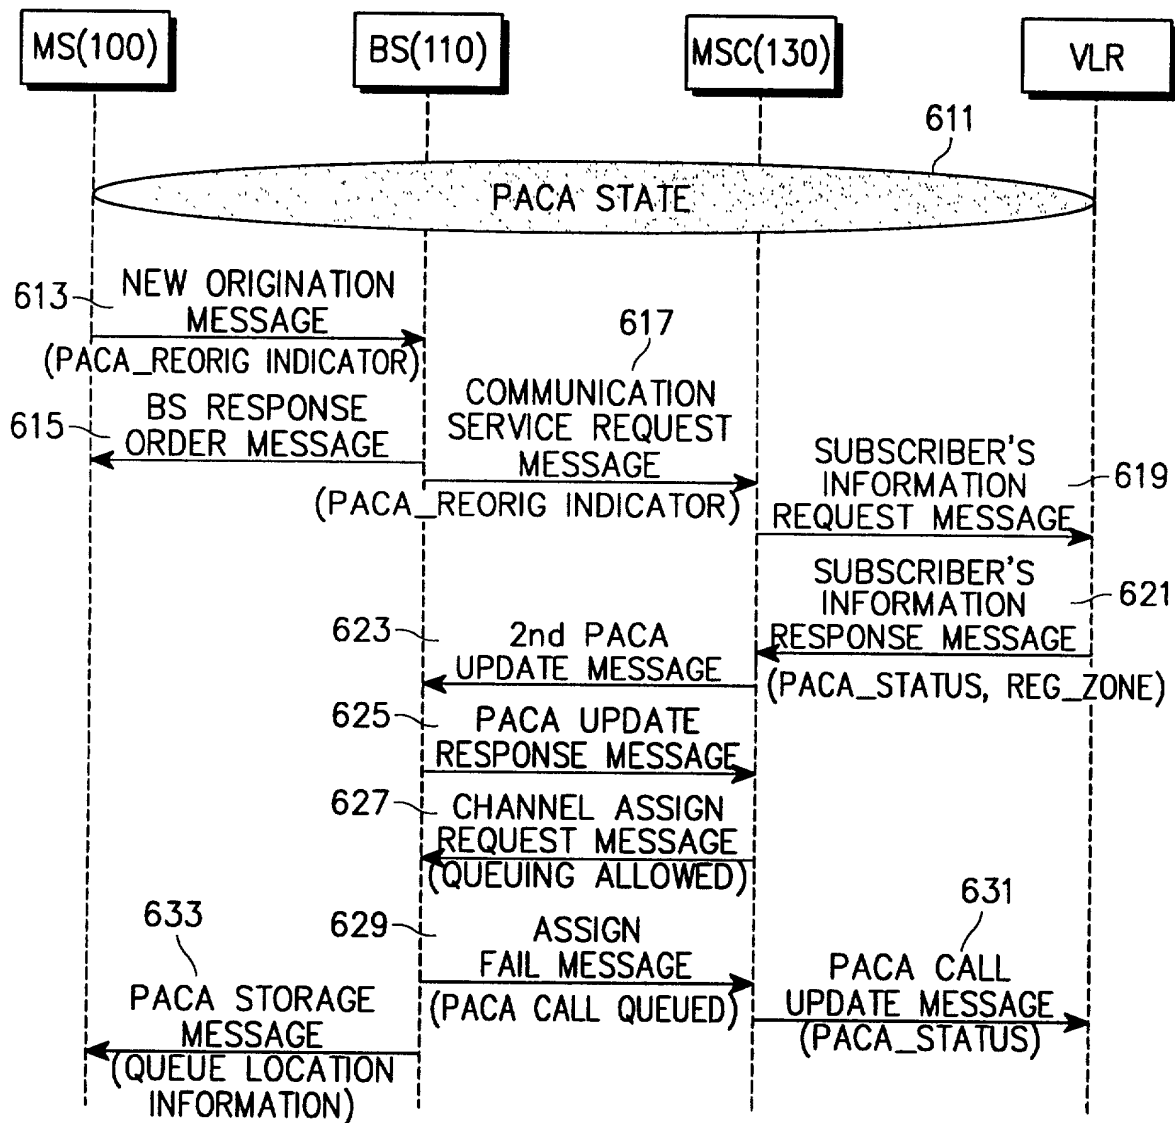 MS(100)
BS(110)
MSC(130)
VLR
611
PACA STATE
613
NEW ORIGINATION
MESSAGE
(PACA_REORIG INDICATOR)
615
BS RESPONSE
ORDER MESSAGE
617
COMMUNICATION
SERVICE REQUEST
MESSAGE
(PACA_REORIG INDICATOR)
SUBSCRIBER'S
INFORMATION
REQUEST MESSAGE
619
SUBSCRIBER'S
INFORMATION
RESPONSE MESSAGE
621
(PACA_STATUS, REG_ZONE)
623
2nd PACA
UPDATE MESSAGE
625
PACA UPDATE
RESPONSE MESSAGE
627
CHANNEL ASSIGN
REQUEST MESSAGE
(QUEUING ALLOWED)
629
ASSIGN
FAIL MESSAGE
(PACA CALL QUEUED)
631
PACA CALL
UPDATE MESSAGE
(PACA_STATUS)
633
PACA STORAGE
MESSAGE
(QUEUE LOCATION
INFORMATION)